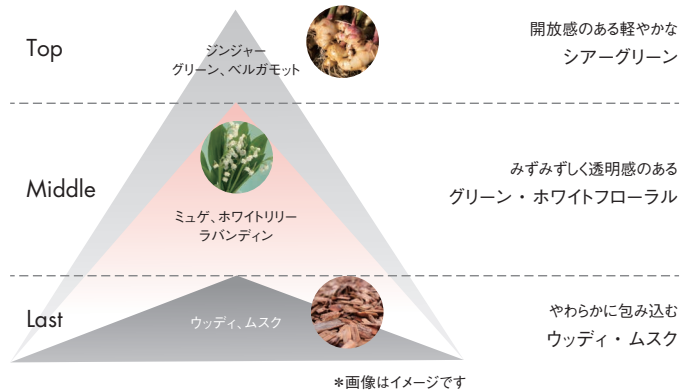 Top
ジンジャー
グリーン、ベルガモット
開放感のある軽やかな
シアーグリーン
Middle
ミュゲ、ホワイトリリー
ラバンディン
みずみずしく透明感のある
グリーン・ホワイトフローラル
Last
ウッディ、ムスク
やわらかに包み込む
ウッディ・ムスク
*画像はイメージです